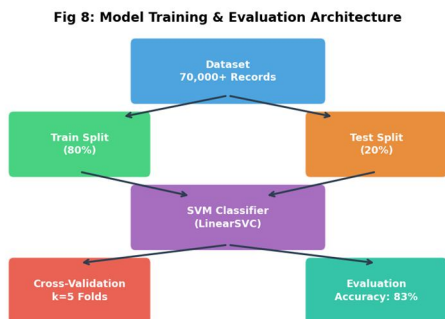 Fig 8: Model Training & Evaluation Architecture
Dataset
70,000+ Records
Train Split
(80%)
Test Split
(20%)
SVM Classifier
(LinearSVC)
Cross-Validation
k=5 Folds
Evaluation
Accuracy: 83%